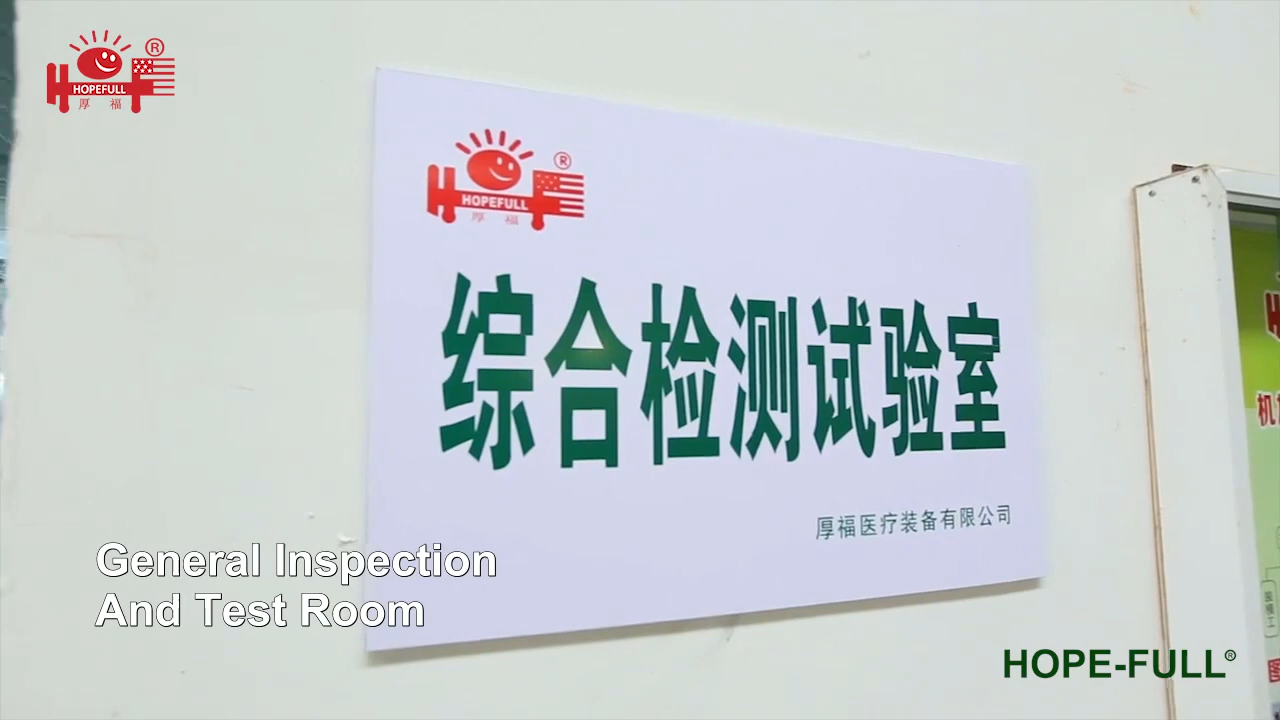 HOPEFULL ®
厚福
HOPEFULL ®
厚福
综合检测试验室
厚福医疗装备有限公司
General Inspection
And Test Room
HOPE-FULL®
机